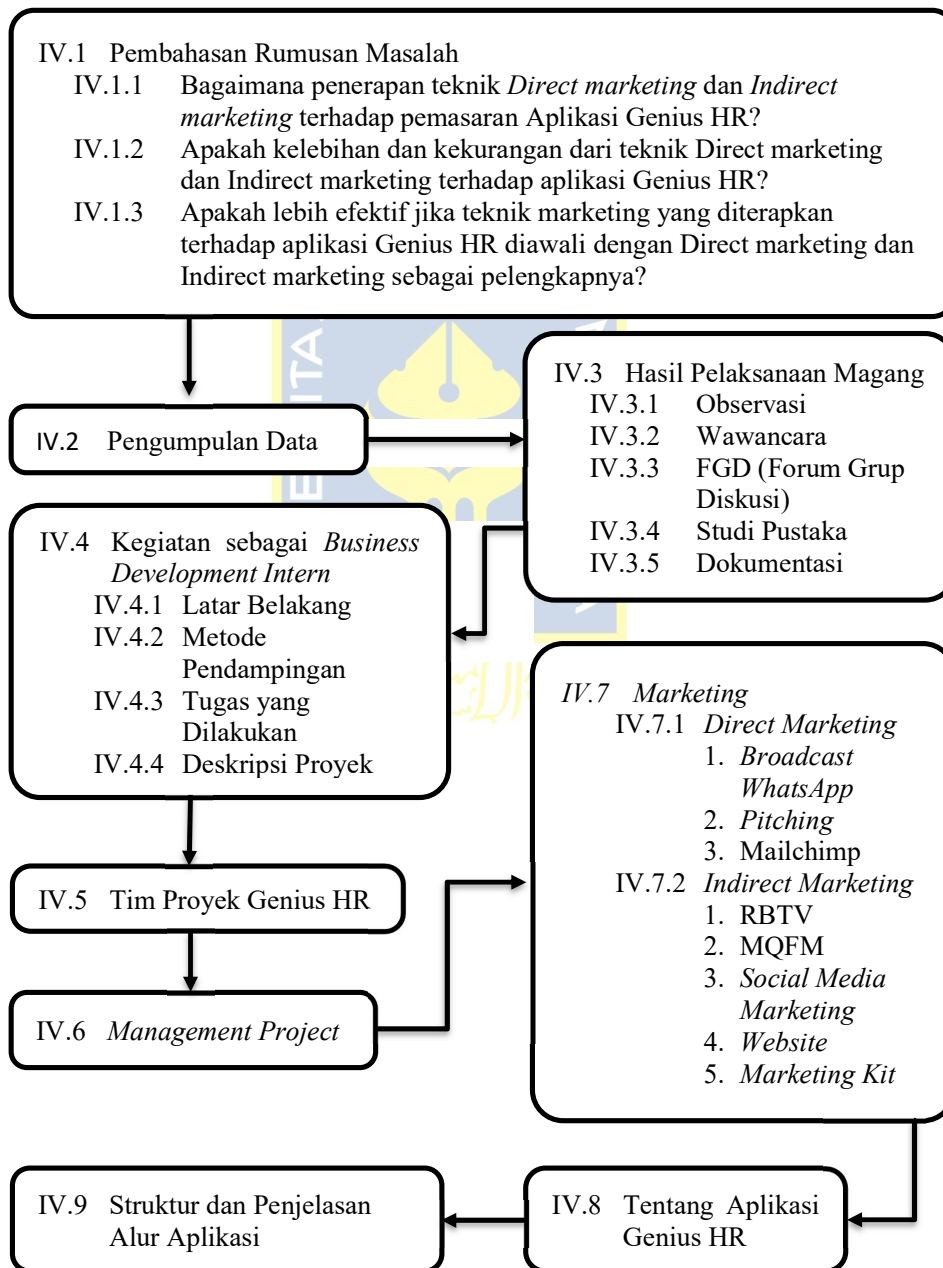 IV.1 Pembahasan Rumusan Masalah
IV.1.1 Bagaimana penerapan teknik Direct marketing dan Indirect
marketing terhadap pemasaran Aplikasi Genius HR?
IV.1.2 Apakah kelebihan dan kekurangan dari teknik Direct marketing
dan Indirect marketing terhadap aplikasi Genius HR?
IV.1.3 Apakah lebih efektif jika teknik marketing yang diterapkan
terhadap aplikasi Genius HR diawali dengan Direct marketing dan
Indirect marketing sebagai pelengkapnya?
IV.2 Pengumpulan Data
IV.3 Hasil Pelaksanaan Magang
IV.3.1 Observasi
IV.3.2 Wawancara
IV.3.3 FGD (Forum Grup
Diskusi)
IV.3.4 Studi Pustaka
IV.3.5 Dokumentasi
IV.4 Kegiatan sebagai Business
Development Intern
IV.4.1 Latar Belakang
IV.4.2 Metode
Pendampingan
IV.4.3 Tugas yang
Dilakukan
IV.4.4 Deskripsi Proyek
IV.5 Tim Proyek Genius HR
IV.6 Management Project
IV.7 Marketing
IV.7.1 Direct Marketing
1. Broadcast
WhatsApp
2. Pitching
3. Mailchimp
IV.7.2 Indirect Marketing
1. RBTV
2. MQFM
3. Social Media
Marketing
4. Website
5. Marketing Kit
IV.8 Tentang Aplikasi
Genius HR
IV.9 Struktur dan Penjelasan
Alur Aplikasi